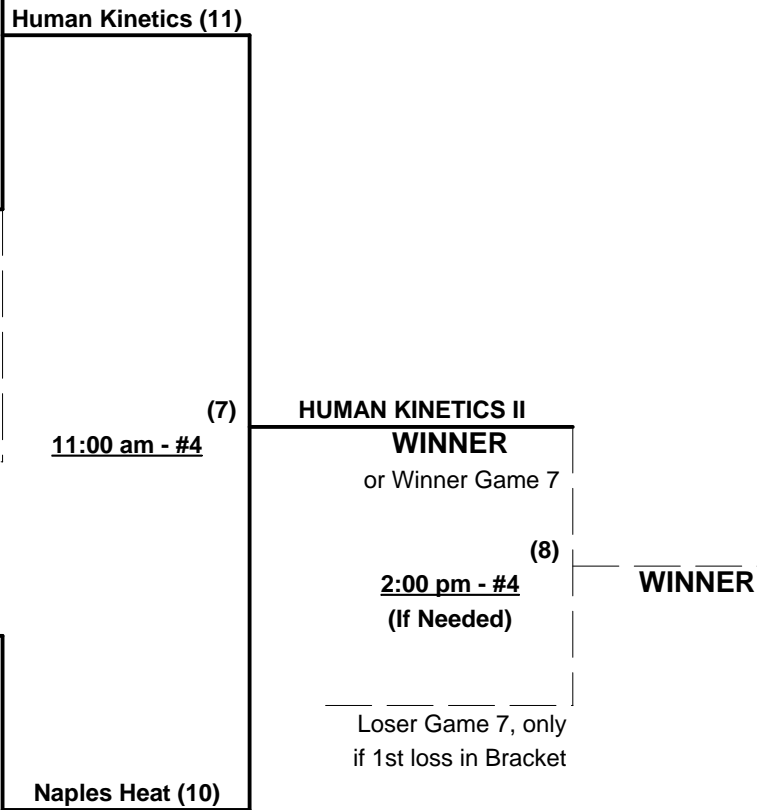 Human Kinetics (11)
(7)
HUMAN KINETICS II
11:00 am - #4
WINNER
or Winner Game 7
(8)
2:00 pm - #4
WINNER
(If Needed)
Loser Game 7, only
if 1st loss in Bracket
Naples Heat (10)